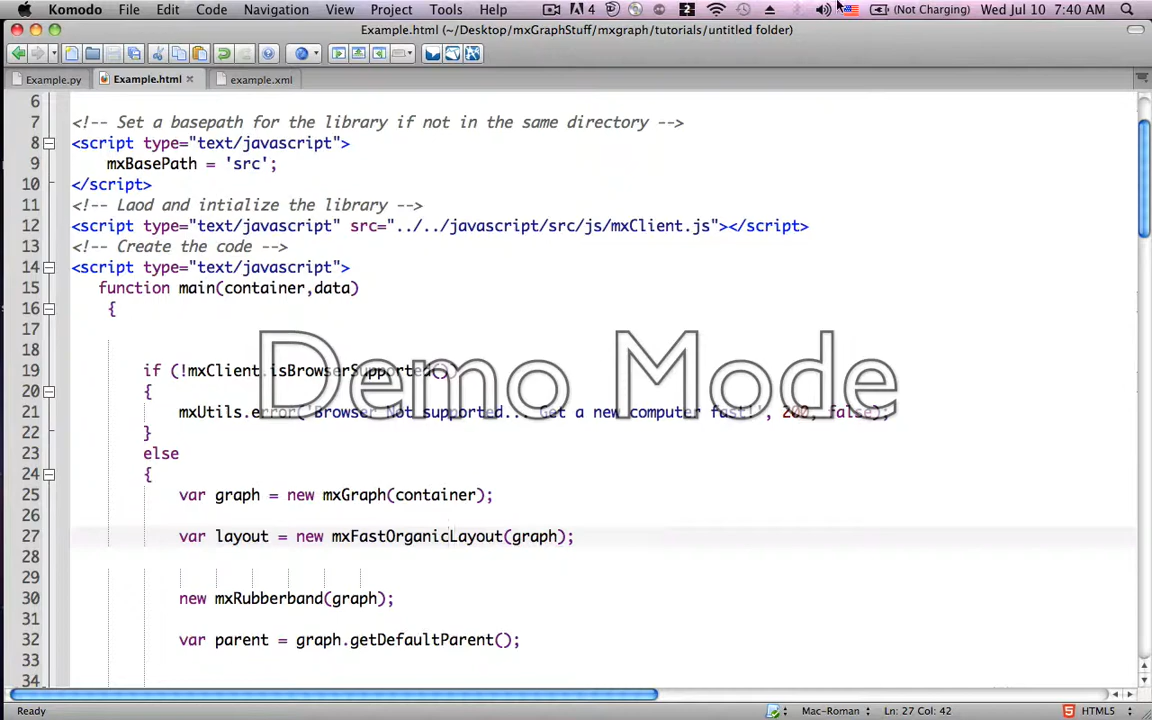 Komodo File Edit Code Navigation View Project Tools Help 4 2 (Not Charging) Wed Jul 10 7:40 AM
Example.html (~/Desktop/mxGraphStuff/mxgraph/tutorials/untitled folder)
Example.py Example.html example.xml
6
7 <!-- Set a basepath for the library if not in the same directory -->
8 <script type="text/javascript">
9 mxBasePath = 'src';
10 </script>
11 <!-- Laod and intialize the library -->
12 <script type="text/javascript" src="../../javascript/src/js/mxClient.js"></script>
13 <!-- Create the code -->
14 <script type="text/javascript">
15 function main(container,data)
16 {
17
18
19 if (!mxClient.isBrowserSupported())
20 {
21 mxUtils.error('Browser Not supported... Get a new computer fast!', 200, false);
22 }
23 else
24 {
25 var graph = new mxGraph(container);
26
27 var layout = new mxFastOrganicLayout(graph);
28
29
30 new mxRubberband(graph);
31
32 var parent = graph.getDefaultParent();
33
34
Demo Mode
Ready Mac-Roman Ln: 27 Col: 42 HTML5